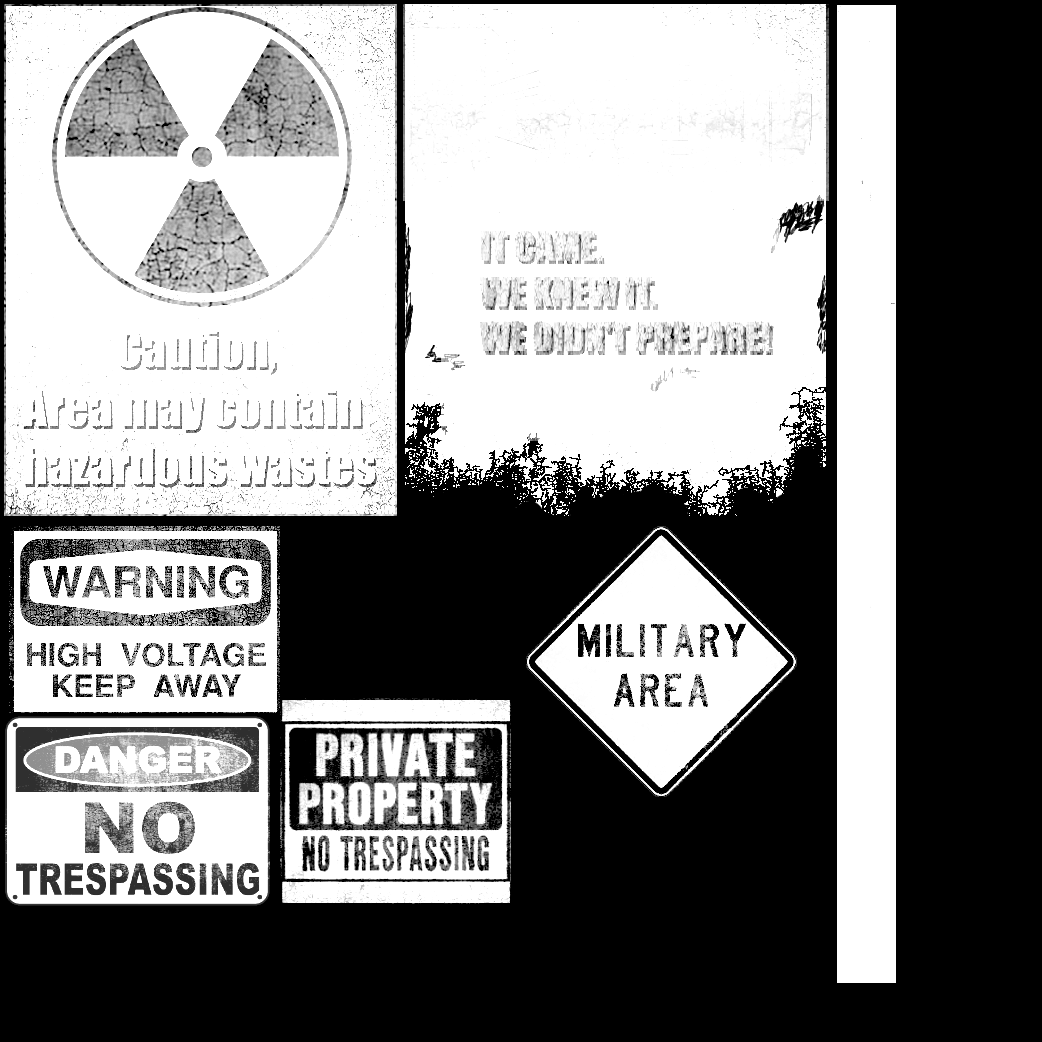 Caution,
Area may contain
hazardous wastes
IT CAME.
WE KNEW IT.
WE DIDN'T PREPARE!
WARNING
HIGH VOLTAGE
KEEP AWAY
MILITARY
AREA
DANGER
NO
TRESPASSING
PRIVATE
PROPERTY
NO TRESPASSING